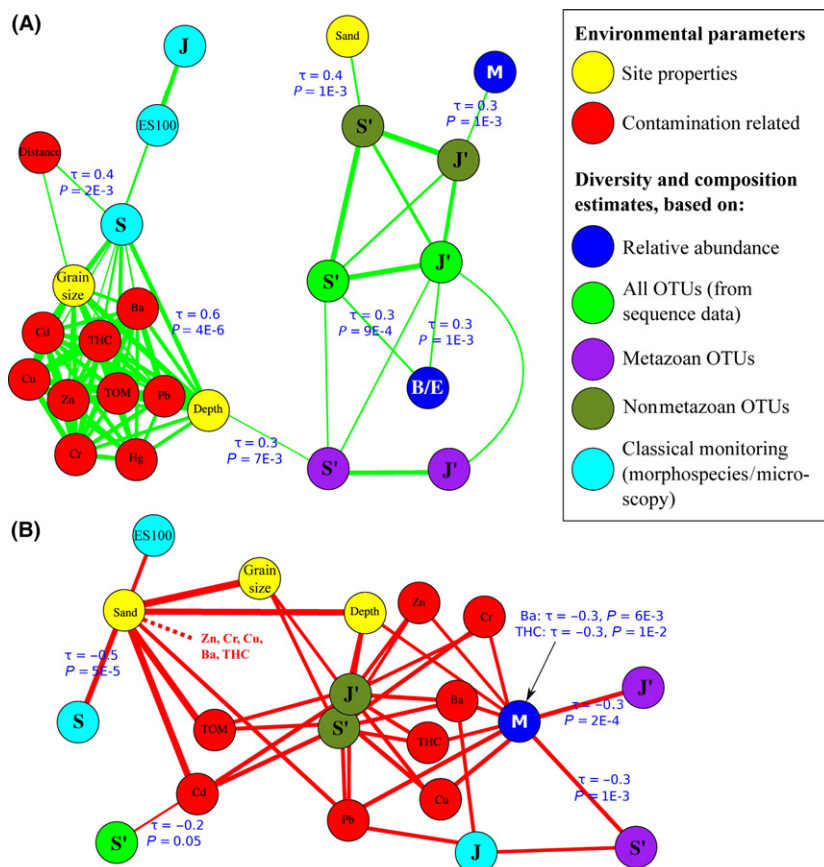 (A)
J
ES100
Distance
τ = 0.4
P = 2E-3
S
Grain
size
Ba
Cd
THC
τ = 0.6
P = 4E-6
Cu
Zn
TOM
Pb
Depth
Cr
Hg
τ = 0.3
P = 7E-3
Sand
τ = 0.4
P = 1E-3
M
τ = 0.3
P = 1E-3
S'
J'
S'
J'
τ = 0.3
P = 9E-4
τ = 0.3
P = 1E-3
B/E
S'
J'
Environmental parameters
Site properties
Contamination related
Diversity and composition
estimates, based on:
Relative abundance
All OTUs (from
sequence data)
Metazoan OTUs
Nonmetazoan OTUs
Classical monitoring
(morphospecies/micro-
scopy)
(B)
ES100
Grain
size
Sand
Depth
Zn
Cr
Zn, Cr, Cu,
Ba, THC
Ba: τ = −0.3, P = 6E-3
THC: τ = −0.3, P = 1E-2
τ = −0.5
P = 5E-5
S
TOM
J'
S'
Ba
THC
M
J'
τ = −0.3
P = 2E-4
Cd
Cu
Pb
τ = −0.3
P = 1E-3
S'
τ = −0.2
P = 0.05
J
S'